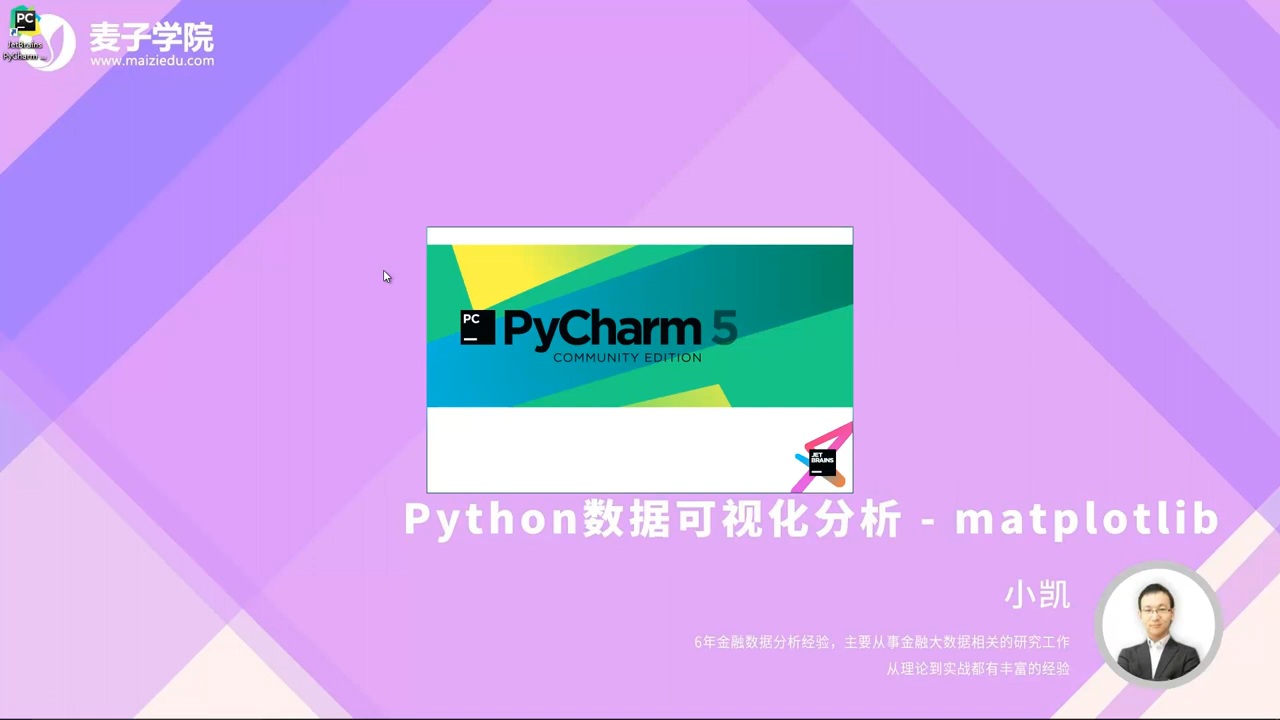 PC
JetBrains
PyCharm ...
麦子学院
www.maiziedu.com
PC
PyCharm 5
COMMUNITY EDITION
JET
BRAINS
Python数据可视化分析 - matplotlib
小凯
6年金融数据分析经验，主要从事金融大数据相关的研究工作
从理论到实战都有丰富的经验